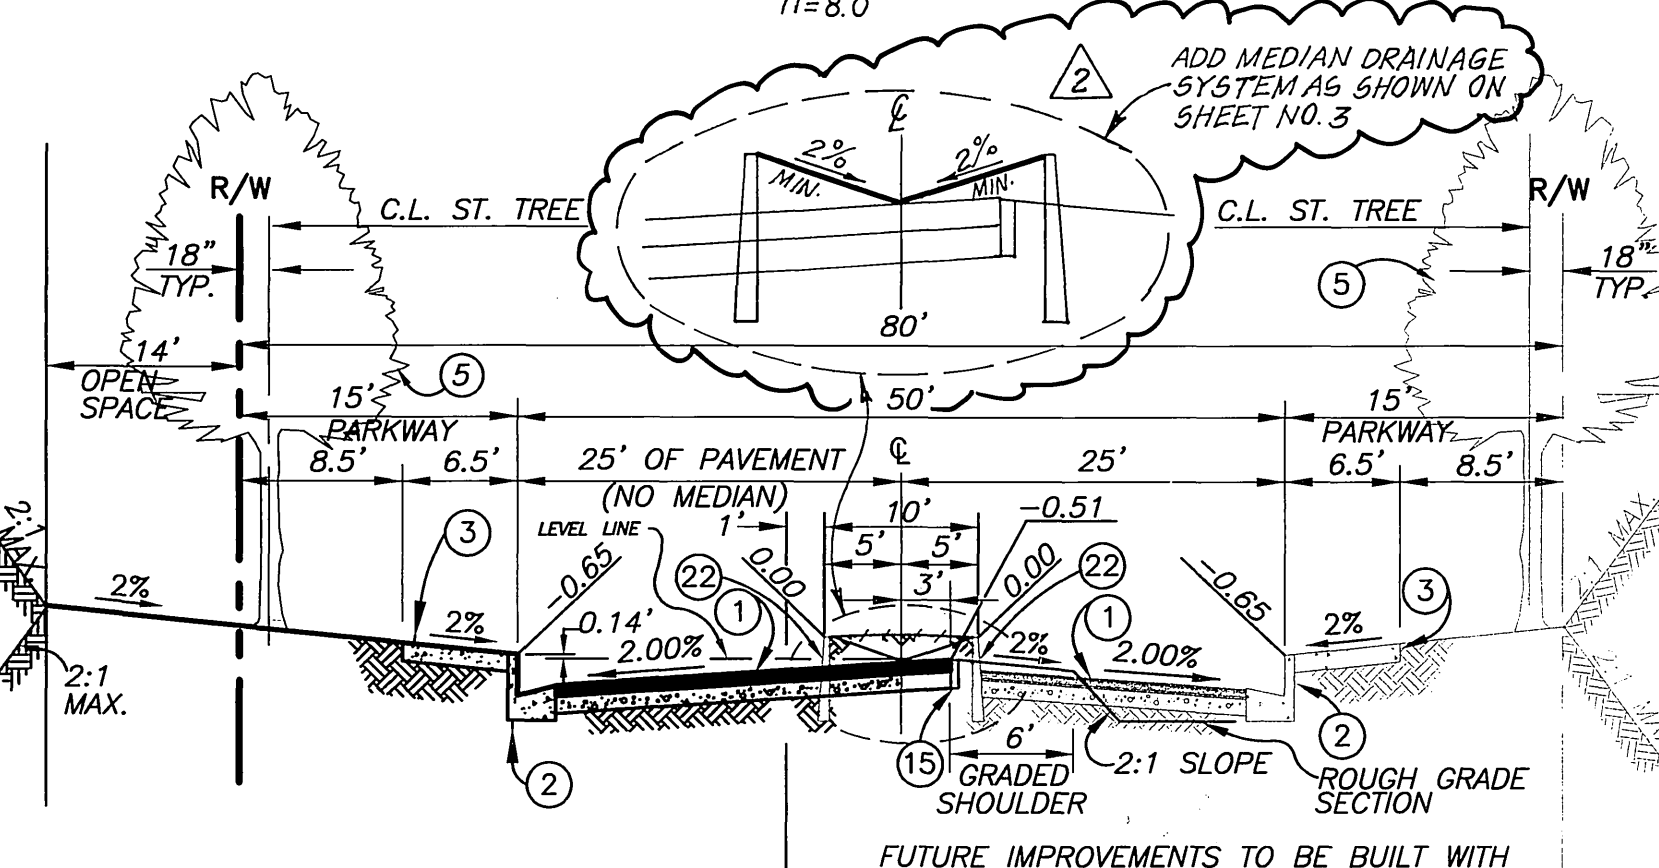 n=8.0
ADD MEDIAN DRAINAGE
SYSTEM AS SHOWN ON
SHEET NO. 3
2
℄
2%
MIN.
2%
MIN.
R/W
R/W
C.L. ST. TREE
C.L. ST. TREE
18"
TYP.
18"
TYP.
5
80'
14'
OPEN
SPACE
5
15'
PARKWAY
50'
15'
PARKWAY
8.5'
6.5'
25' OF PAVEMENT
(NO MEDIAN)
℄
25'
6.5'
8.5'
LEVEL LINE
1'
10'
-0.51
5'
5'
3'
2:1
MAX
3
-0.65
22
0.00
0.00
22
-0.65
1
1
3
2:1
MAX
2%
2%
0.14'
2.00%
2%
2.00%
2%
2:1
MAX.
2
15
6'
GRADED
SHOULDER
2:1 SLOPE
2
ROUGH GRADE
SECTION
FUTURE IMPROVEMENTS TO BE BUILT WITH